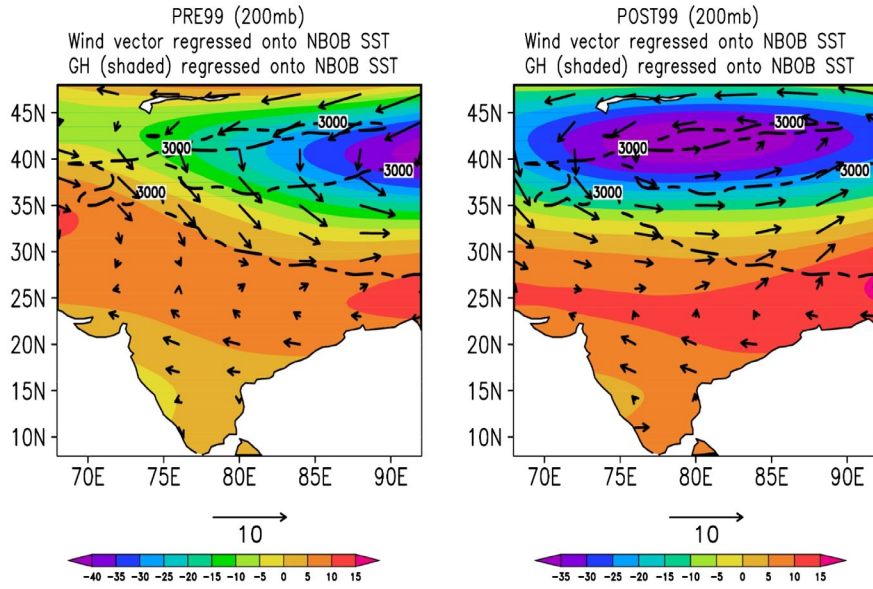 PRE99 (200mb)
Wind vector regressed onto NBOB SST
GH (shaded) regressed onto NBOB SST
45N
40N
35N
30N
25N
20N
15N
10N
3000
3000
3000
3000
70E 75E 80E 85E 90E
10
-40 -35 -30 -25 -20 -15 -10 -5 0 5 10 15
POST99 (200mb)
Wind vector regressed onto NBOB SST
GH (shaded) regressed onto NBOB SST
45N
40N
35N
30N
25N
20N
15N
10N
3000
3000
3000
3000
70E 75E 80E 85E 90E
10
-35 -30 -25 -20 -15 -10 -5 0 5 10 15